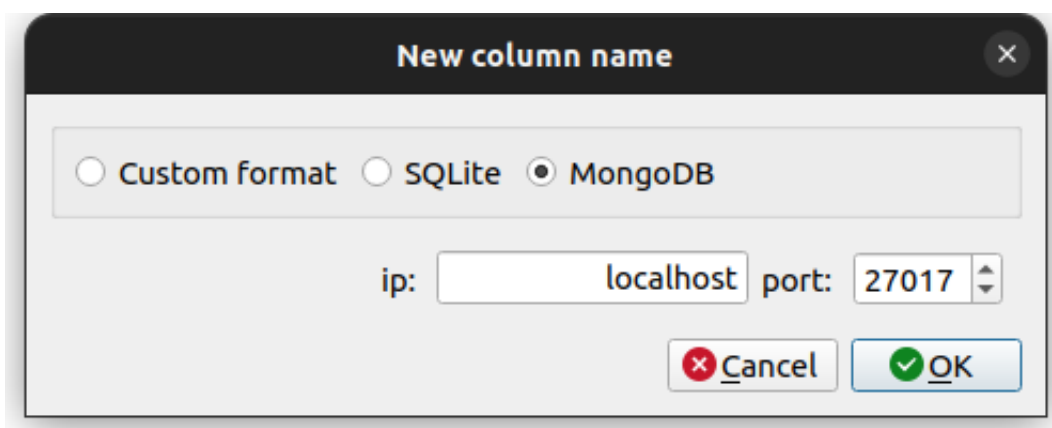 New column name
Custom format SQLite MongoDB
ip: localhost port: 27017
Cancel OK